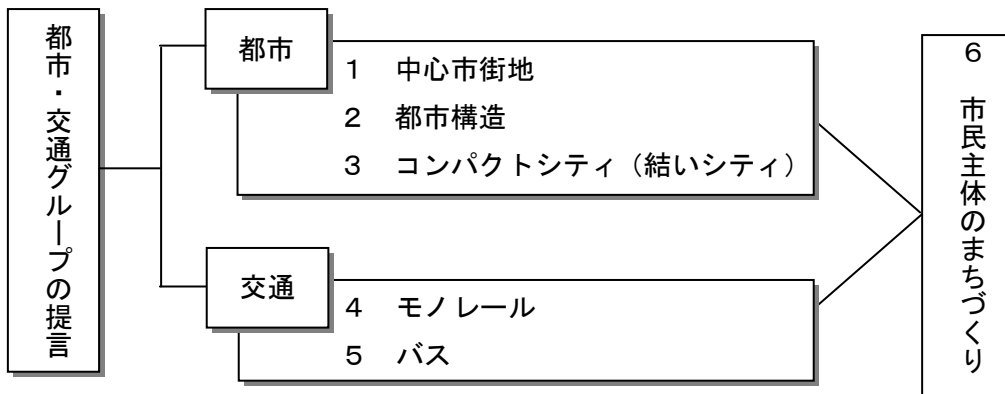 都市・交通グループの提言
都市
１　中心市街地
２　都市構造
３　コンパクトシティ（結いシティ）
交通
４　モノレール
５　バス
６　市民主体のまちづくり